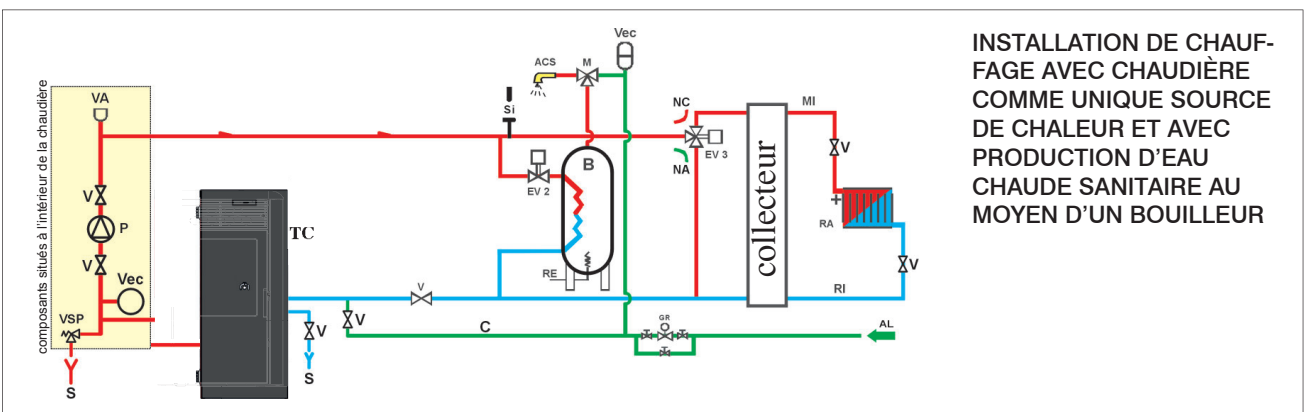 INSTALLATION DE CHAUF-
FAGE AVEC CHAUDIÈRE
COMME UNIQUE SOURCE
DE CHALEUR ET AVEC
PRODUCTION D'EAU
CHAUDE SANITAIRE AU
MOYEN D'UN BOUILLEUR
composants situés à l'intérieur de la chaudière
VA
V
P
V
Vec
VSP
S
TC
V
S
V
V
C
Si
EV 2
ACS
M
Vec
B
RE
NC
NA
EV 3
GR
AL
collecteur
MI
V
RA
+
V
RI